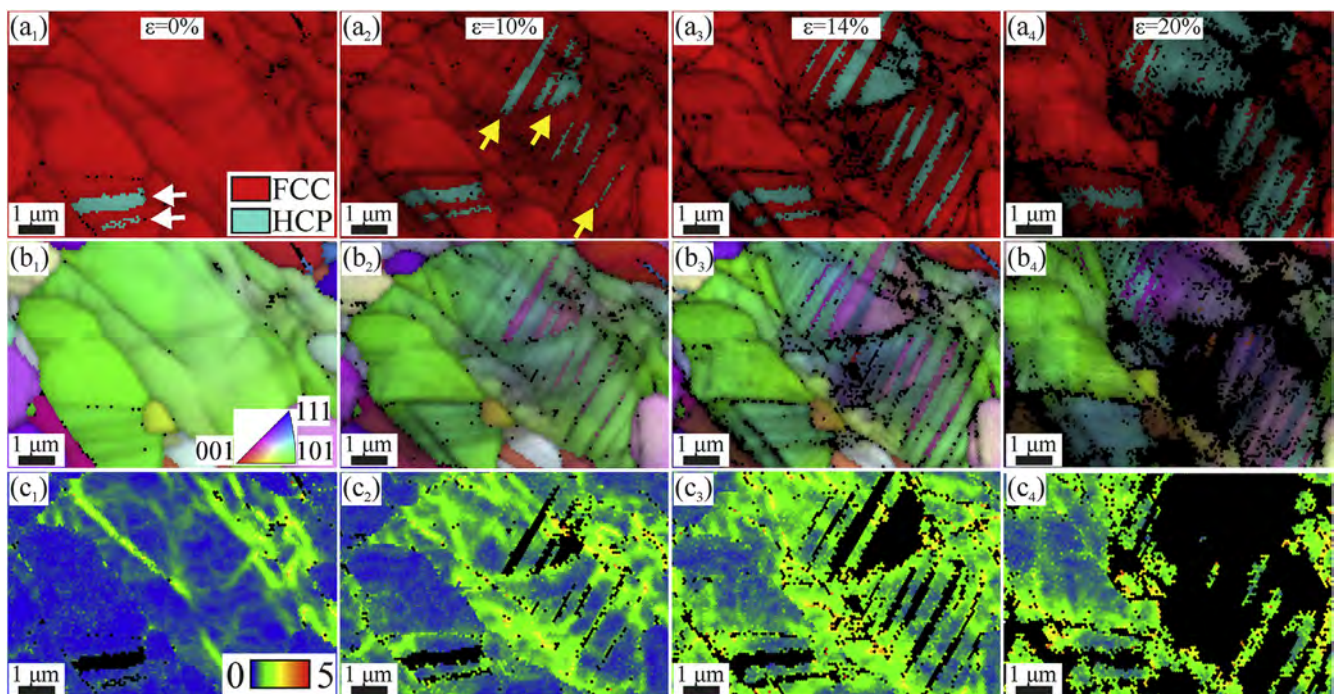 (a₁) ε=0%
(a₂) ε=10%
(a₃) ε=14%
(a₄) ε=20%
FCC
HCP
1 μm
1 μm
1 μm
1 μm
(b₁)
(b₂)
(b₃)
(b₄)
111
001
101
1 μm
1 μm
1 μm
1 μm
(c₁)
(c₂)
(c₃)
(c₄)
0
5
1 μm
1 μm
1 μm
1 μm